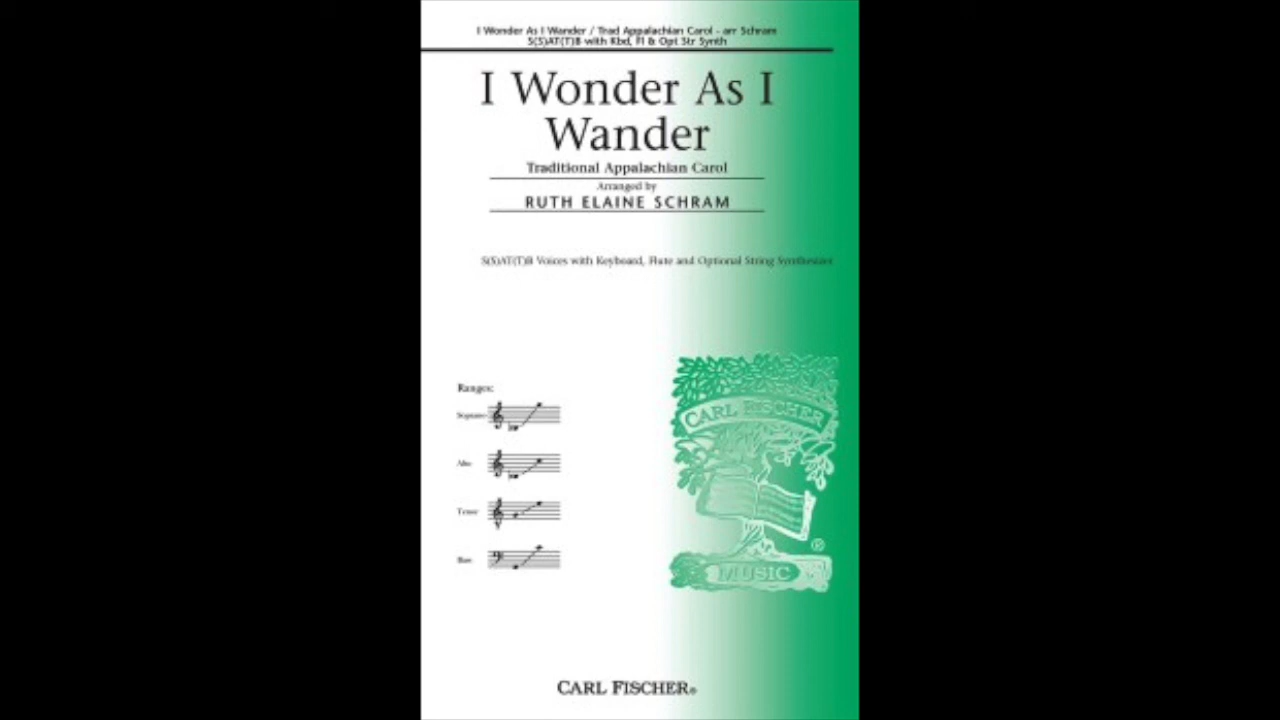 I Wonder As I Wander / Trad Appalachian Carol - arr Schram
S(S)AT(T)B with Kbd, Fl & Opt Str Synth
I Wonder As I
Wander
Traditional Appalachian Carol
Arranged by
RUTH ELAINE SCHRAM
S(S)AT(T)B Voices with Keyboard, Flute and Optional String Synthesizer
Ranges:
Soprano
Alto
Tenor
Bass
CARL FISCHER
MUSIC
®
CARL FISCHER®